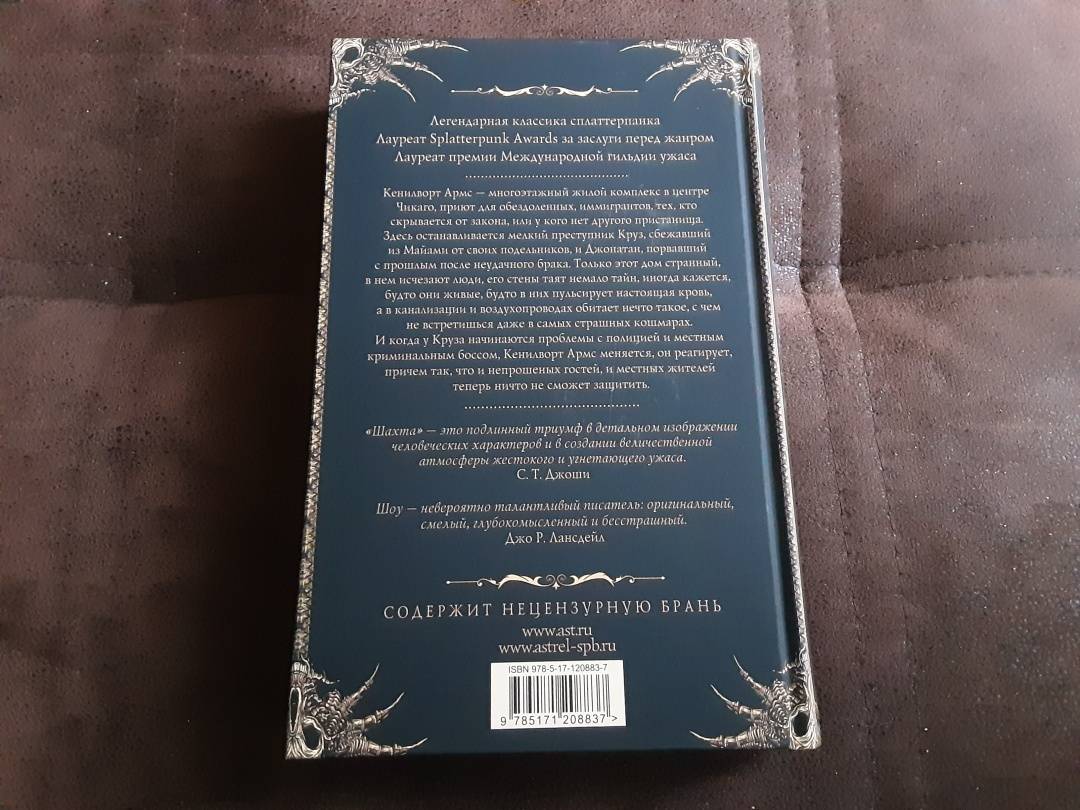 Легендарная классика сплаттерпанка
Лауреат Splatterpunk Awards за заслуги перед жанром
Лауреат премии Международной гильдии ужаса
Кенилворт Армс — многоэтажный жилой комплекс в центре
Чикаго, приют для обездоленных, иммигрантов, тех, кто
скрывается от закона, или у кого нет другого пристанища.
Здесь останавливается мелкий преступник Круз, сбежавший
из Майами от своих подельников, и Джонатан, порвавший
с прошлым после неудачного брака. Только этот дом странный,
в нем исчезают люди, его стены таят немало тайн, иногда кажется,
будто они живые, будто в них пульсирует настоящая кровь,
а в канализации и воздухопроводах обитает нечто такое, с чем
не встретишься даже в самых страшных кошмарах.
И когда у Круза начинаются проблемы с полицией и местным
криминальным боссом, Кенилворт Армс меняется, он реагирует,
причем так, что и непрошеных гостей, и местных жителей
теперь ничто не сможет защитить.
«Шахта» — это подлинный триумф в детальном изображении
человеческих характеров и в создании величественной
атмосферы жестокого и угнетающего ужаса.
С. Т. Джоши
Шоу — невероятно талантливый писатель: оригинальный,
смелый, глубокомысленный и бесстрашный.
Джо Р. Лансдейл
СОДЕРЖИТ НЕЦЕНЗУРНУЮ БРАНЬ
www.ast.ru
www.astrel-spb.ru
ISBN 978-5-17-120883-7
9 785171 208837 >